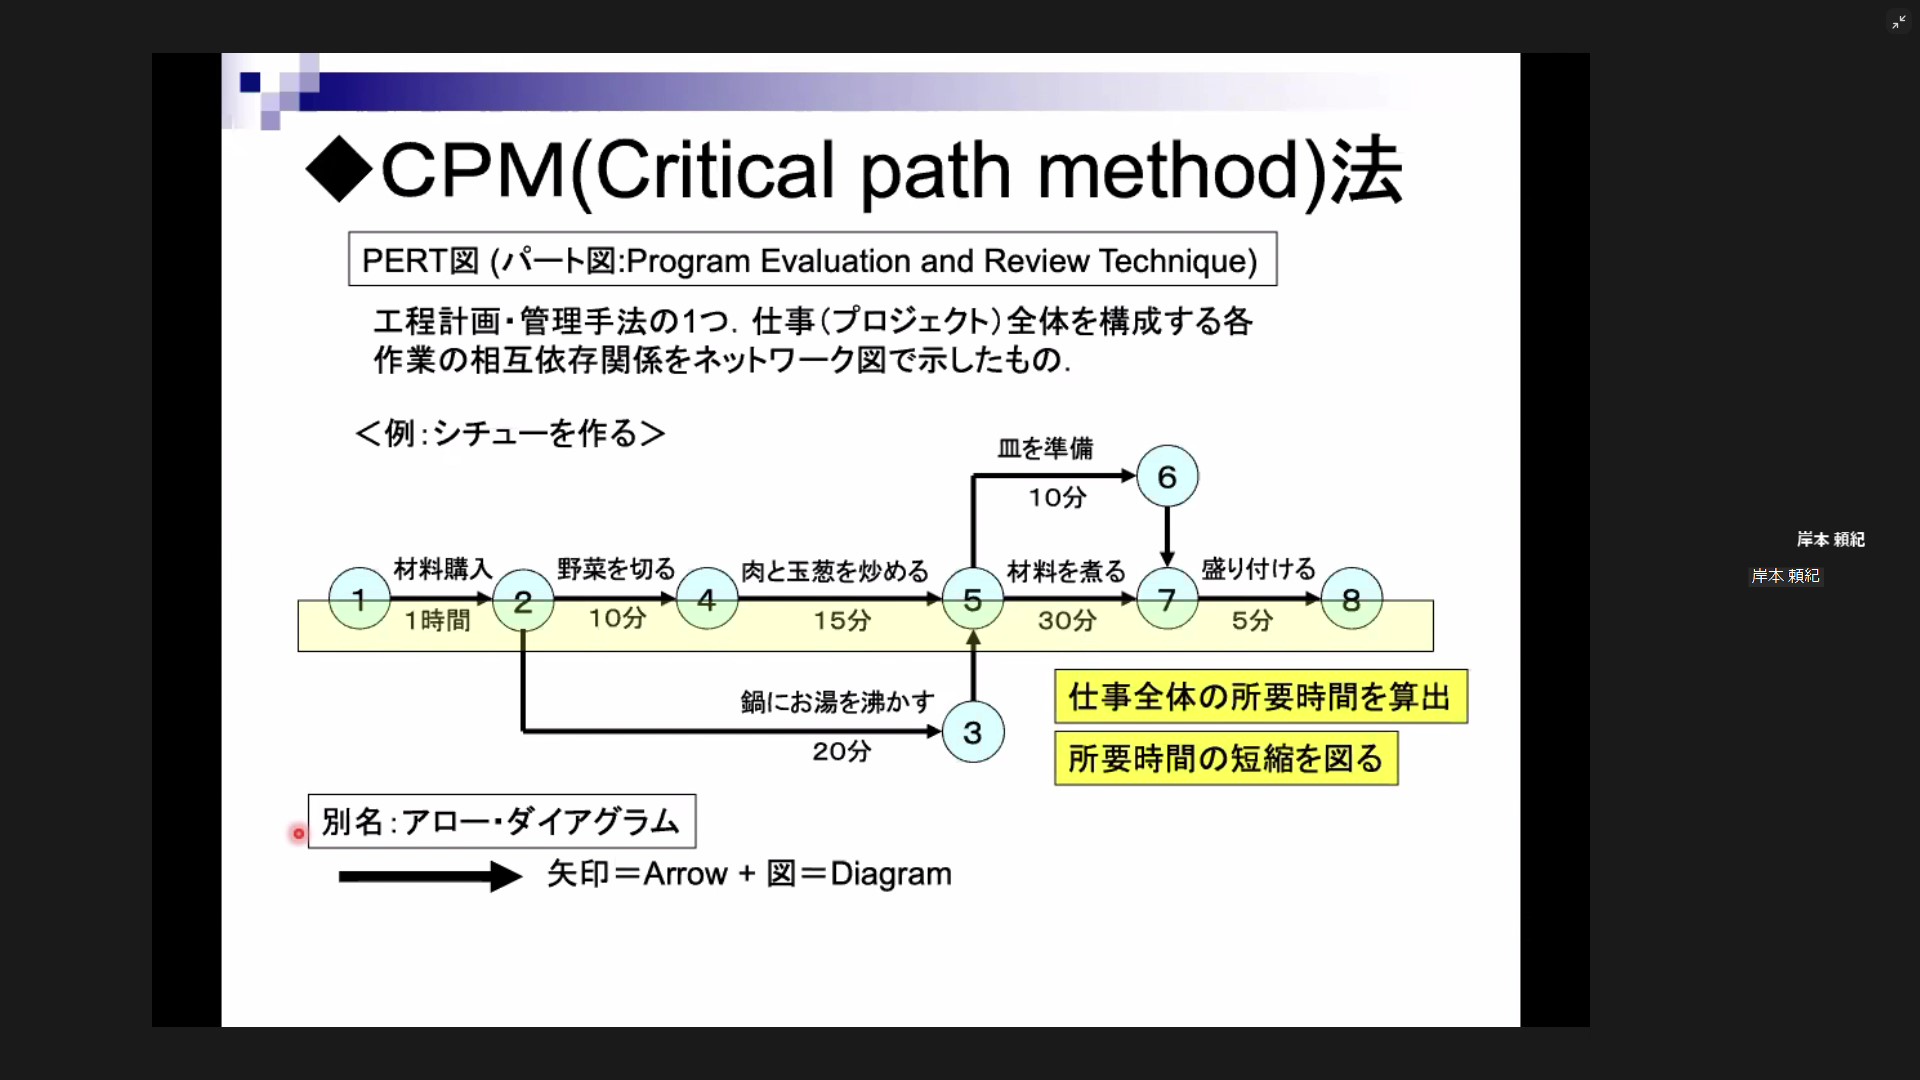 ◆CPM(Critical path method)法
PERT図 (パート図:Program Evaluation and Review Technique)
工程計画・管理手法の1つ. 仕事(プロジェクト)全体を構成する各
作業の相互依存関係をネットワーク図で示したもの.
＜例:シチューを作る＞
皿を準備
6
10分
材料購入
野菜を切る
肉と玉葱を炒める
材料を煮る
盛り付ける
1
2
4
5
7
8
1時間
10分
15分
30分
5分
鍋にお湯を沸かす
3
20分
仕事全体の所要時間を算出
所要時間の短縮を図る
別名:アロー・ダイアグラム
矢印＝Arrow + 図＝Diagram
岸本 頼紀
岸本 頼紀